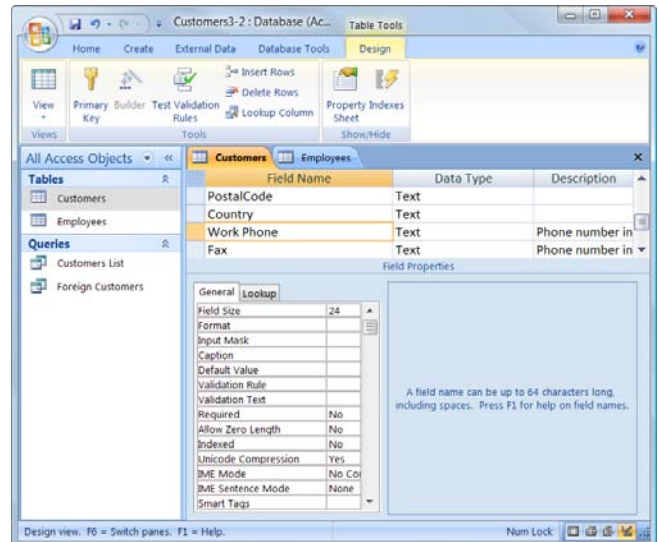 Customers3-2 : Database (Ac...
Table Tools
Home Create External Data Database Tools Design
View
Primary Key
Builder
Test Validation Rules
Insert Rows
Delete Rows
Lookup Column
Property Sheet
Indexes
Views Tools Show/Hide
All Access Objects
Tables
Customers
Employees
Queries
Customers List
Foreign Customers
Customers Employees
Field Name Data Type Description
PostalCode Text
Country Text
Work Phone Text Phone number in
Fax Text Phone number in
Field Properties
General Lookup
Field Size 24
Format
Input Mask
Caption
Default Value
Validation Rule
Validation Text
Required No
Allow Zero Length No
Indexed No
Unicode Compression Yes
IME Mode No Co
IME Sentence Mode None
Smart Tags
A field name can be up to 64 characters long,
including spaces. Press F1 for help on field names.
Design view. F6 = Switch panes. F1 = Help.
Num Lock